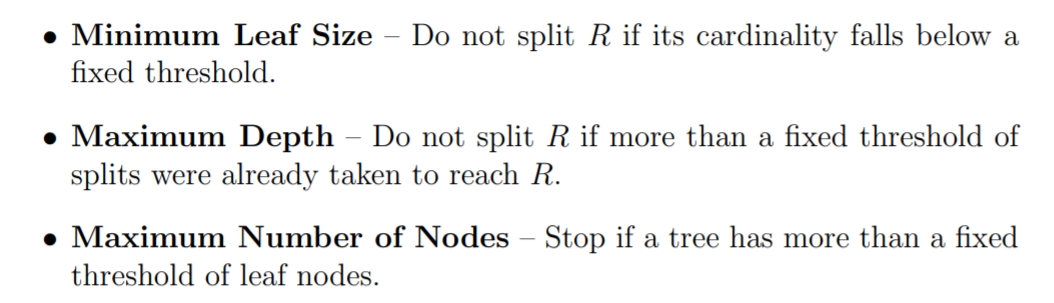 • Minimum Leaf Size – Do not split R if its cardinality falls below a
fixed threshold.
• Maximum Depth – Do not split R if more than a fixed threshold of
splits were already taken to reach R.
• Maximum Number of Nodes – Stop if a tree has more than a fixed
threshold of leaf nodes.